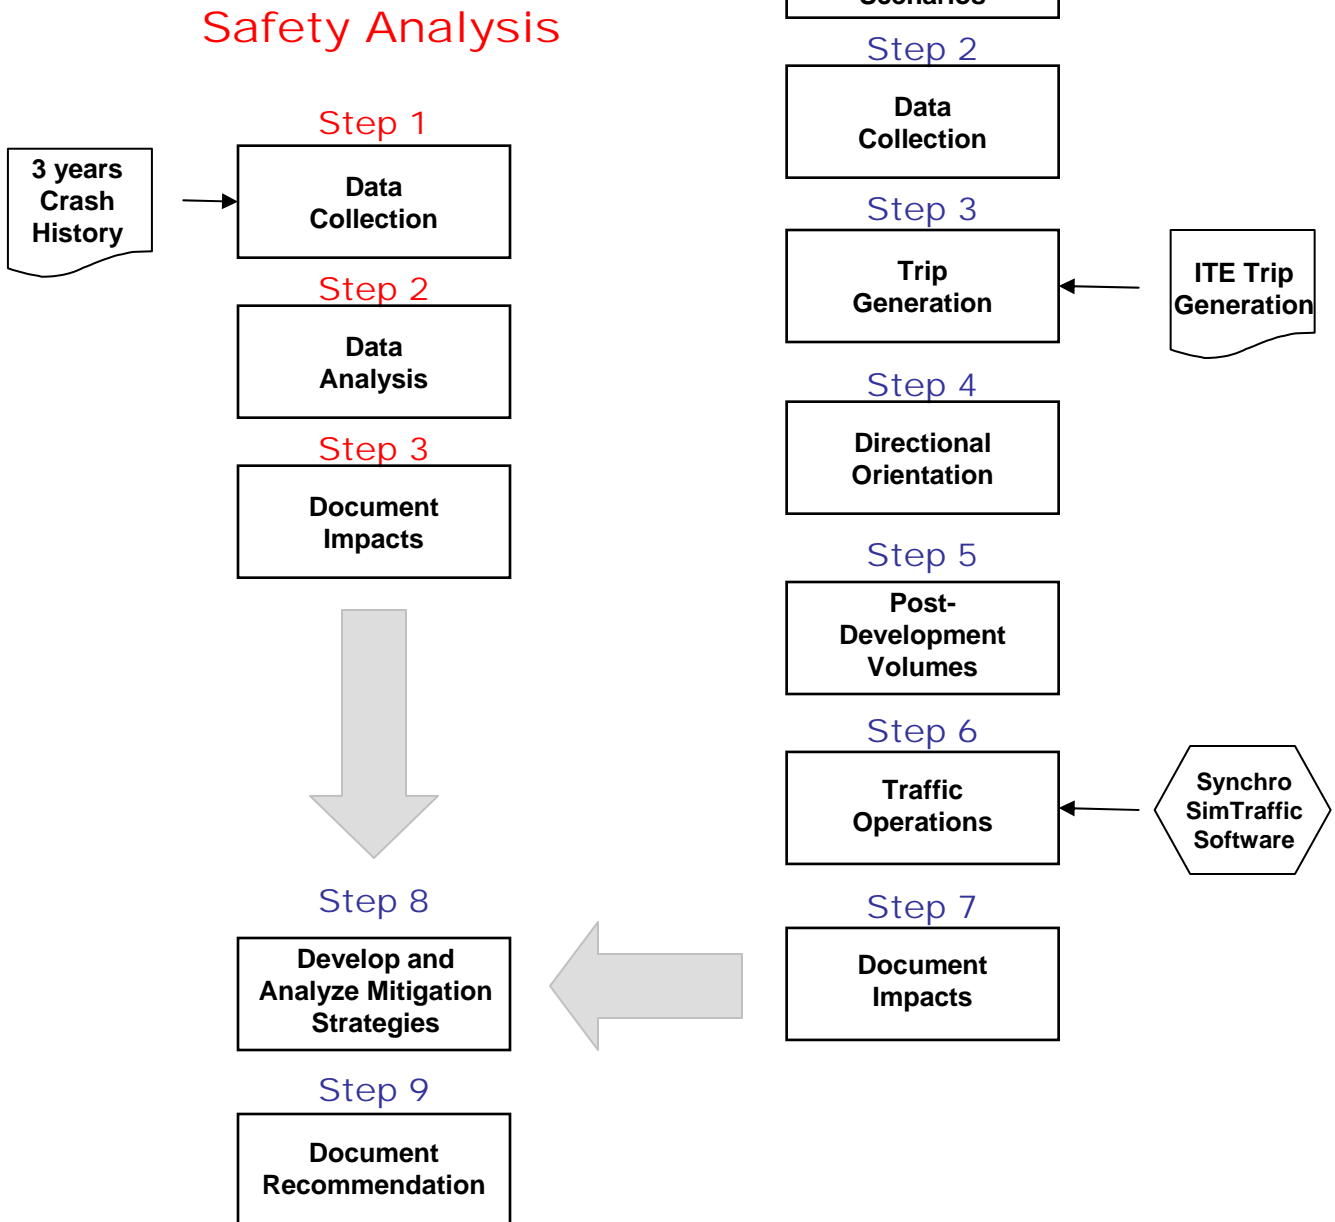 Safety Analysis
Step 1
3 years
Crash
History
Data
Collection
Step 2
Data
Analysis
Step 3
Document
Impacts
Step 2
Data
Collection
Step 3
Trip
Generation
ITE Trip
Generation
Step 4
Directional
Orientation
Step 5
Post-
Development
Volumes
Step 6
Traffic
Operations
Synchro
SimTraffic
Software
Step 7
Document
Impacts
Step 8
Develop and
Analyze Mitigation
Strategies
Step 9
Document
Recommendation